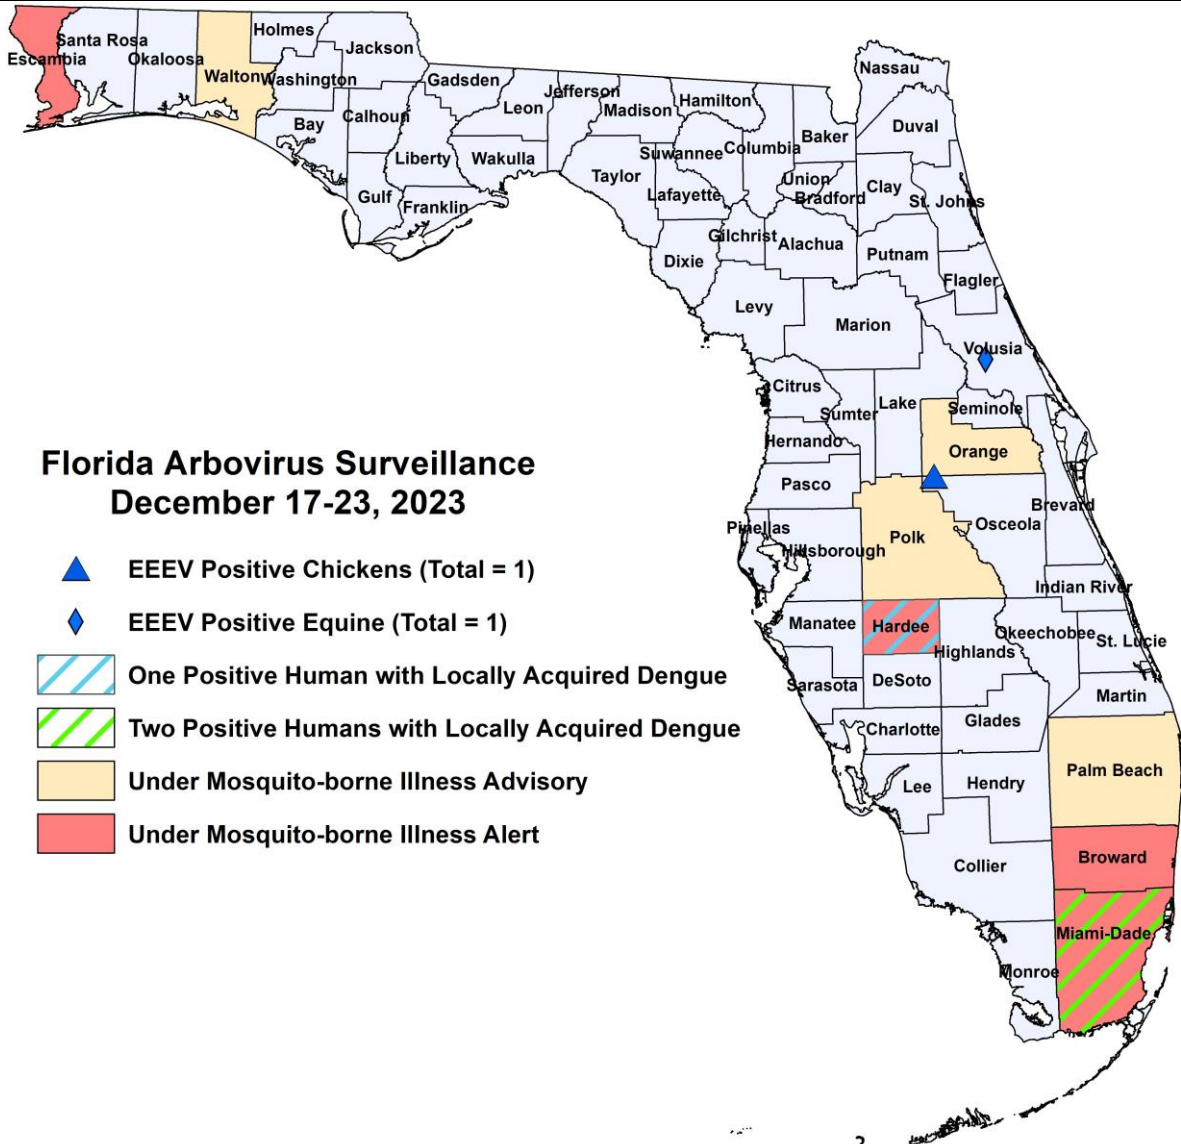 Holmes
Santa Rosa
Jackson
Escambia
Okaloosa
Walton
Washington
Gadsden
Jefferson
Nassau
Leon
Madison
Hamilton
Calhoun
Bay
Baker
Duval
Columbia
Suwannee
Liberty
Wakulla
Taylor
Union
Clay
Lafayette
Bradford
Gulf
Franklin
St. Johns
Gilchrist
Alachua
Dixie
Putnam
Flagler
Levy
Marion
Volusia
Citrus
Lake
Seminole
Sumter
Hernando
Orange
Florida Arbovirus Surveillance
December 17-23, 2023
Pasco
Brevard
Pinellas
Osceola
Polk
Hillsborough
EEEV Positive Chickens (Total = 1)
EEEV Positive Equine (Total = 1)
One Positive Human with Locally Acquired Dengue
Two Positive Humans with Locally Acquired Dengue
Under Mosquito-borne Illness Advisory
Under Mosquito-borne Illness Alert
Indian River
Manatee
Hardee
Okeechobee
St. Lucie
Highlands
Sarasota
DeSoto
Martin
Glades
Charlotte
Palm Beach
Lee
Hendry
Broward
Collier
Miami-Dade
Monroe
2